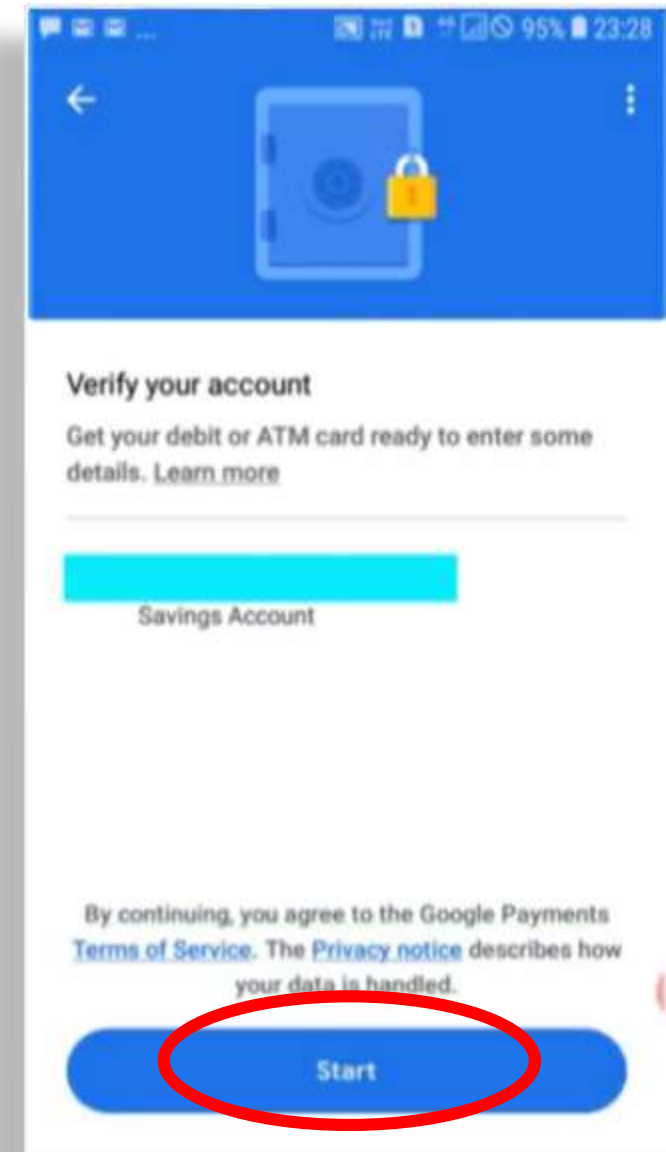 95% 23:28
Verify your account
Get your debit or ATM card ready to enter some
details. Learn more
Savings Account
By continuing, you agree to the Google Payments
Terms of Service. The Privacy notice describes how
your data is handled.
Start